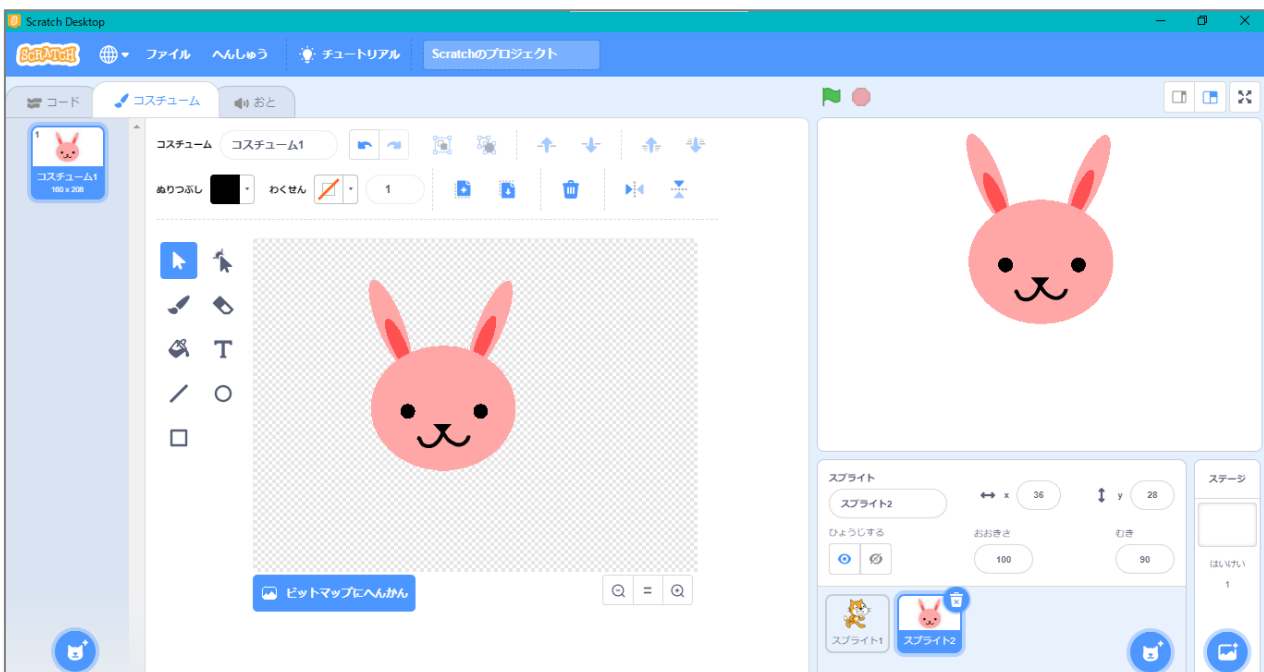 Scratch Desktop
SCRATCH ファイル へんしゅう チュートリアル Scratchのプロジェクト
コード コスチューム おと
1
コスチューム1
160 x 206
コスチューム コスチューム1
ぬりつぶし わくせん 1
ビットマップにへんかん
スプライト
スプライト2
x 36 y 28
ひょうじする おおきさ むき
100 90
スプライト1 スプライト2
ステージ
はいけい
1